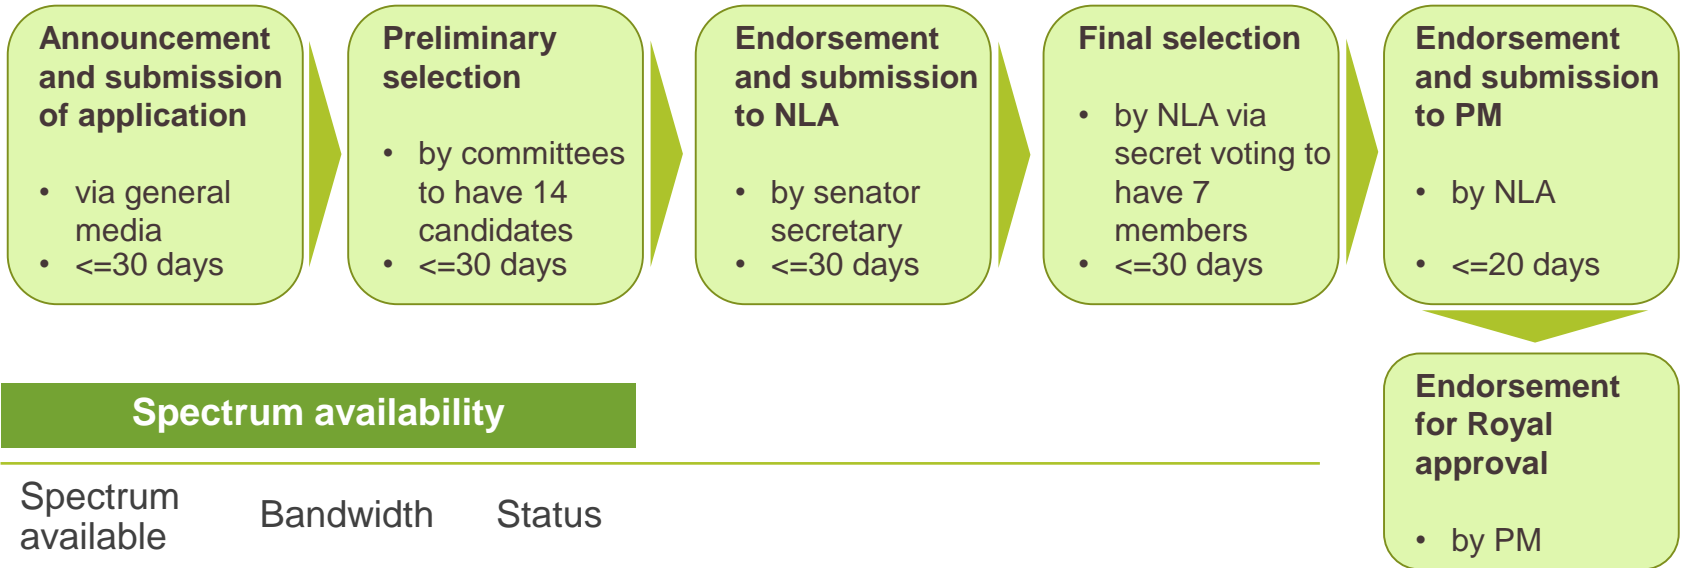 Announcement
and submission
of application
• via general
media
• <=30 days
Preliminary
selection
• by committees
to have 14
candidates
• <=30 days
Endorsement
and submission
to NLA
• by senator
secretary
• <=30 days
Final selection
• by NLA via
secret voting to
have 7
members
• <=30 days
Endorsement
and submission
to PM
• by NLA
• <=20 days
Endorsement
for Royal
approval
• by PM
Spectrum availability
Spectrum
available
Bandwidth
Status